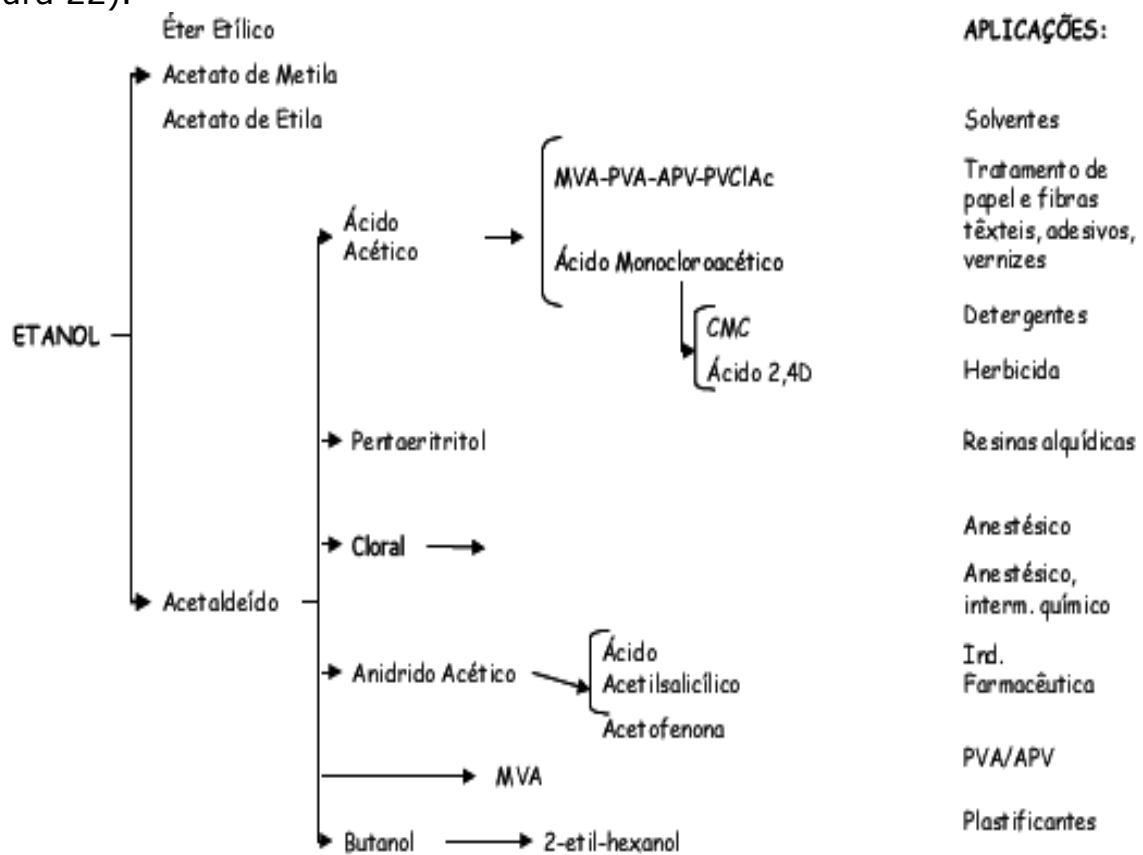 22).
Éter Etílico
APLICAÇÕES:
Acetato de Metila
Acetato de Etila
Solventes
MVA-PVA-APV-PVClAc
Tratamento de
papel e fibras
têxteis, adesivos,
vernizes
Ácido
Acético
Ácido Monocloroacético
ETANOL
CMC
Detergentes
Ácido 2,4D
Herbicida
Pentaeritritol
Resinas alquídicas
Cloral
Anestésico
Anestésico,
interm. químico
Acetaldeído
Anidrido Acético
Ácido
Acetilsalicílico
Acetofenona
Ind.
Farmacêutica
MVA
PVA/APV
Butanol
2-etil-hexanol
Plastificantes